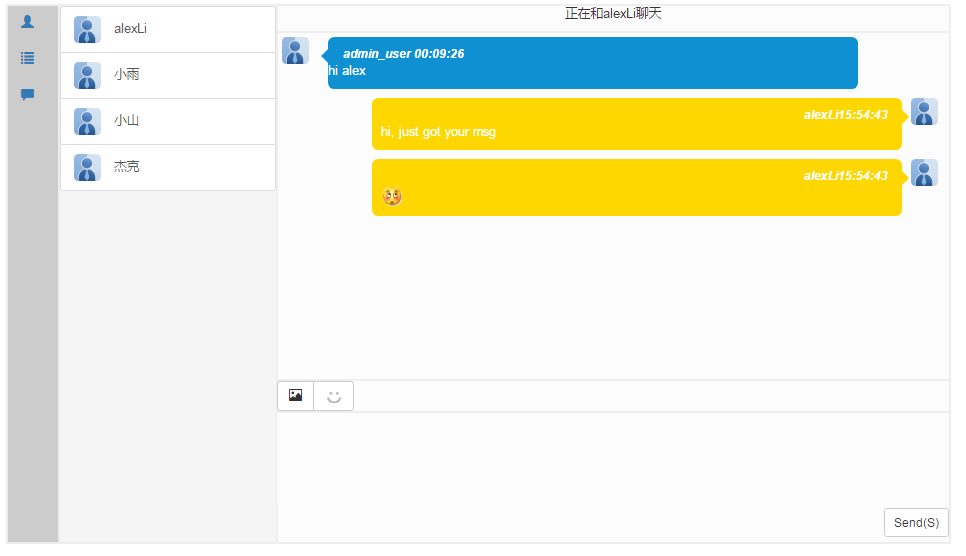 alexLi
小雨
小山
杰克
正在和alexLi聊天
admin_user 00:09:26
hi alex
alexLi15:54:43
hi, just got your msg
alexLi15:54:43
Send(S)